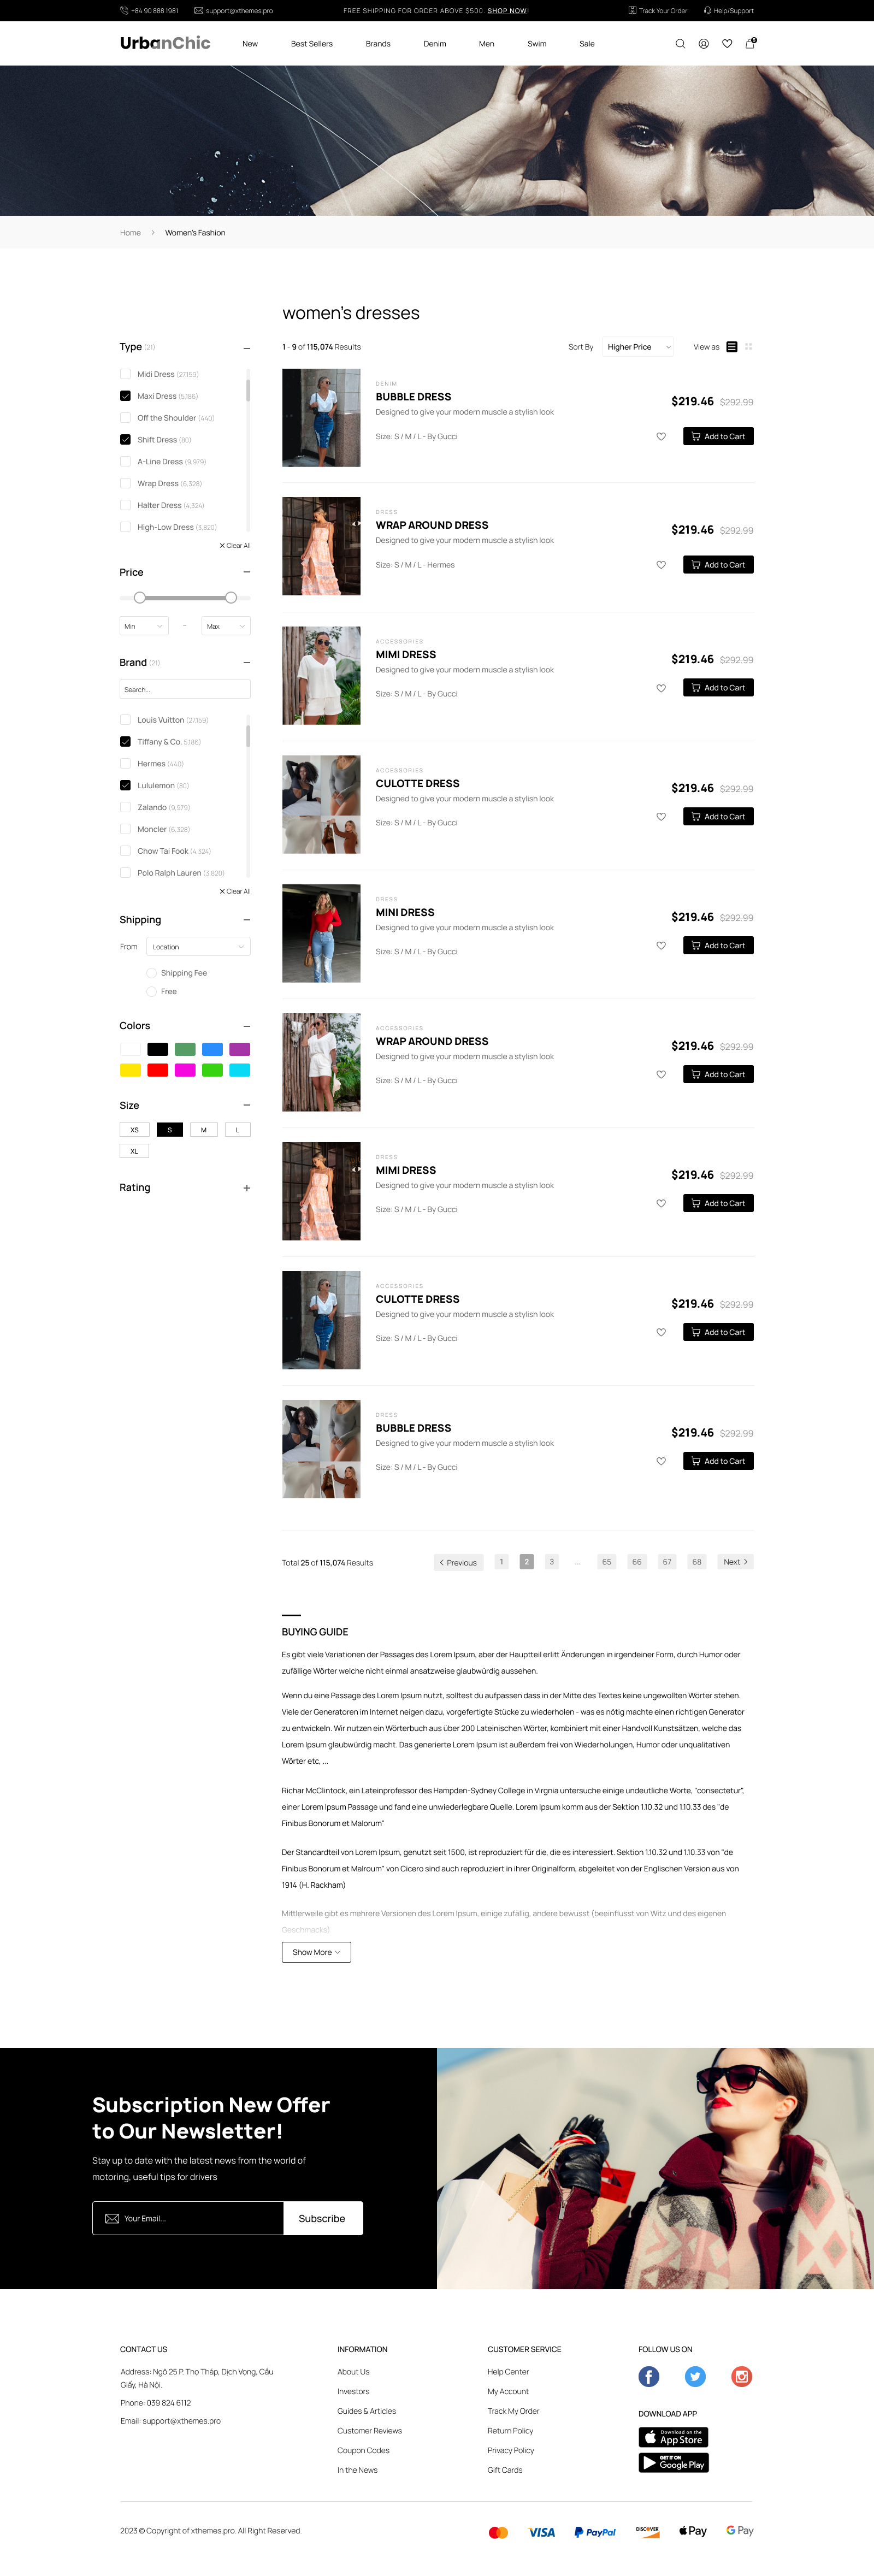 +84 90 888 1981
support@xthemes.pro
FREE SHIPPING FOR ORDER ABOVE $500. SHOP NOW!
Track Your Order
Help/Support
UrbanChic
New
Best Sellers
Brands
Denim
Men
Swim
Sale
Home
Women's Fashion
women's dresses
Type (21)
Midi Dress (27,159)
Maxi Dress (5,186)
Off the Shoulder (440)
Shift Dress (80)
A-Line Dress (9,979)
Wrap Dress (6,328)
Halter Dress (4,324)
High-Low Dress (3,820)
Clear All
Price
Min
-
Max
Brand (21)
Search...
Louis Vuitton (27,159)
Tiffany & Co. 5,186)
Hermes (440)
Lululemon (80)
Zalando (9,979)
Moncler (6,328)
Chow Tai Fook (4,324)
Polo Ralph Lauren (3,820)
Clear All
Shipping
From
Location
Shipping Fee
Free
Colors
Size
XS
S
M
L
XL
Rating
1 - 9 of 115,074 Results
Sort By
Higher Price
View as
DENIM
BUBBLE DRESS
Designed to give your modern muscle a stylish look
Size: S / M / L - By Gucci
$219.46 $292.99
Add to Cart
DRESS
WRAP AROUND DRESS
Designed to give your modern muscle a stylish look
Size: S / M / L - Hermes
$219.46 $292.99
Add to Cart
ACCESSORIES
MIMI DRESS
Designed to give your modern muscle a stylish look
Size: S / M / L - By Gucci
$219.46 $292.99
Add to Cart
ACCESSORIES
CULOTTE DRESS
Designed to give your modern muscle a stylish look
Size: S / M / L - By Gucci
$219.46 $292.99
Add to Cart
DRESS
MINI DRESS
Designed to give your modern muscle a stylish look
Size: S / M / L - By Gucci
$219.46 $292.99
Add to Cart
ACCESSORIES
WRAP AROUND DRESS
Designed to give your modern muscle a stylish look
Size: S / M / L - By Gucci
$219.46 $292.99
Add to Cart
DRESS
MIMI DRESS
Designed to give your modern muscle a stylish look
Size: S / M / L - By Gucci
$219.46 $292.99
Add to Cart
ACCESSORIES
CULOTTE DRESS
Designed to give your modern muscle a stylish look
Size: S / M / L - By Gucci
$219.46 $292.99
Add to Cart
DRESS
BUBBLE DRESS
Designed to give your modern muscle a stylish look
Size: S / M / L - By Gucci
$219.46 $292.99
Add to Cart
Total 25 of 115,074 Results
Previous
1
2
3
...
65
66
67
68
Next
BUYING GUIDE
Es gibt viele Variationen der Passages des Lorem Ipsum, aber der Hauptteil erlitt Änderungen in irgendeiner Form, durch Humor oder
zufällige Wörter welche nicht einmal ansatzweise glaubwürdig aussehen.
Wenn du eine Passage des Lorem Ipsum nutzt, solltest du aufpassen dass in der Mitte des Textes keine ungewollten Wörter stehen.
Viele der Generatoren im Internet neigen dazu, vorgefertigte Stücke zu wiederholen - was es nötig machte einen richtigen Generator
zu entwickeln. Wir nutzen ein Wörterbuch aus über 200 Lateinischen Wörter, kombiniert mit einer Handvoll Kunstsätzen, welche das
Lorem Ipsum glaubwürdig macht. Das generierte Lorem Ipsum ist außerdem frei von Wiederholungen, Humor oder unqualitativen
Wörter etc, ...
Richar McClintock, ein Lateinprofessor des Hampden-Sydney College in Virgnia untersuche einige undeutliche Worte, "consectetur",
einer Lorem Ipsum Passage und fand eine unwiederlegbare Quelle. Lorem Ipsum komm aus der Sektion 1.10.32 und 1.10.33 des "de
Finibus Bonorum et Malorum"
Der Standardteil von Lorem Ipsum, genutzt seit 1500, ist reproduziert für die, die es interessiert. Sektion 1.10.32 und 1.10.33 von "de
Finibus Bonorum et Malroum" von Cicero sind auch reproduziert in ihrer Originalform, abgeleitet von der Englischen Version aus von
1914 (H. Rackham)
Mittlerweile gibt es mehrere Versionen des Lorem Ipsum, einige zufällig, andere bewusst (beeinflusst von Witz und des eigenen
Geschmacks)
Show More
Subscription New Offer
to Our Newsletter!
Stay up to date with the latest news from the world of
motoring, useful tips for drivers
Your Email...
Subscribe
CONTACT US
Address: Ngõ 25 P. Thọ Tháp, Dịch Vọng, Cầu
Giấy, Hà Nội.
Phone: 039 824 6112
Email: support@xthemes.pro
INFORMATION
About Us
Investors
Guides & Articles
Customer Reviews
Coupon Codes
In the News
CUSTOMER SERVICE
Help Center
My Account
Track My Order
Return Policy
Privacy Policy
Gift Cards
FOLLOW US ON
DOWNLOAD APP
Download on the
App Store
GET IT ON
Google Play
2023 © Copyright of xthemes.pro. All Right Reserved.
VISA
PayPal
DISCOVER
Pay
G Pay